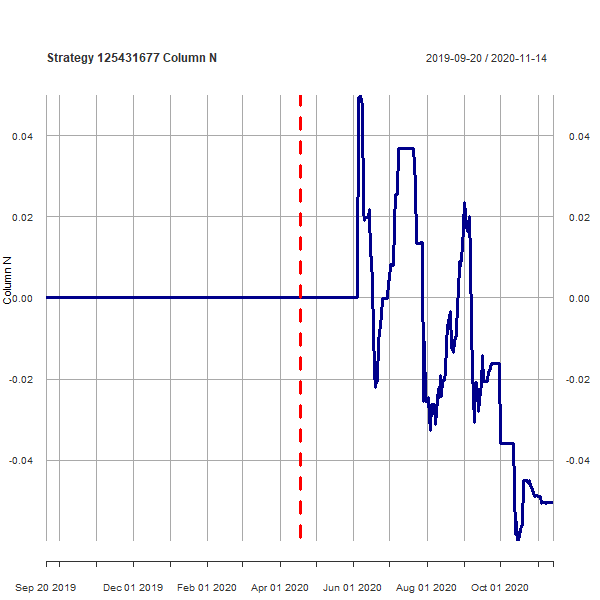 Strategy 125431677 Column N
2019-09-20 / 2020-11-14
0.04
0.04
0.02
0.02
0.00
0.00
-0.02
-0.02
-0.04
-0.04
Column N
Sep 20 2019
Dec 01 2019
Feb 01 2020
Apr 01 2020
Jun 01 2020
Aug 01 2020
Oct 01 2020